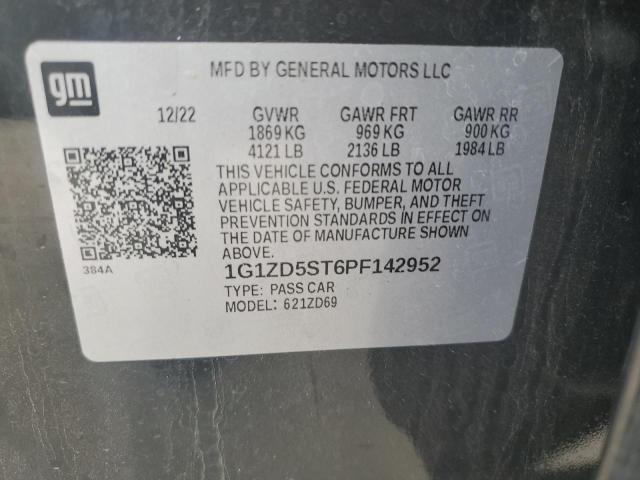 gm
MFD BY GENERAL MOTORS LLC
12/22 GVWR GAWR FRT GAWR RR
1869 KG 969 KG 900 KG
4121 LB 2136 LB 1984 LB
THIS VEHICLE CONFORMS TO ALL
APPLICABLE U.S. FEDERAL MOTOR
VEHICLE SAFETY, BUMPER, AND THEFT
PREVENTION STANDARDS IN EFFECT ON
THE DATE OF MANUFACTURE SHOWN
ABOVE.
384A
1G1ZD5ST6PF142952
TYPE: PASS CAR
MODEL: 621ZD69